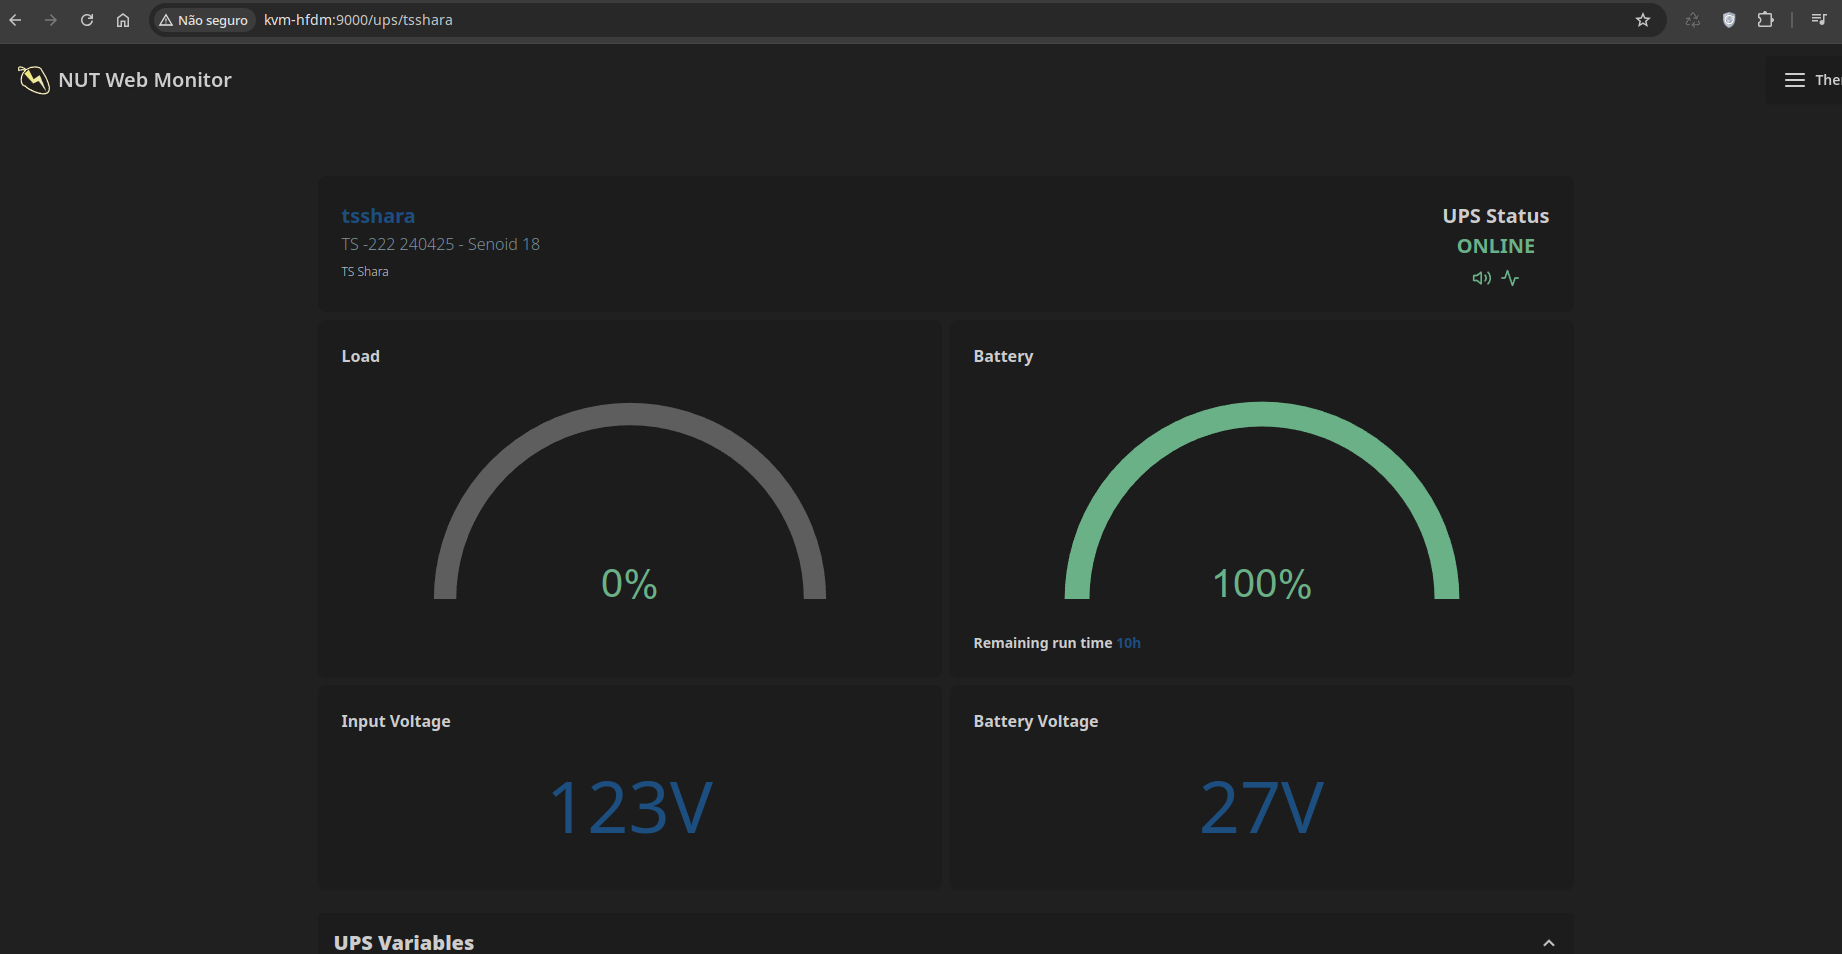 Não seguro kvm-hfdm:9000/ups/tsshara
NUT Web Monitor
The
tsshara
TS -222 240425 - Senoid 18
TS Shara
UPS Status
ONLINE
Load
0%
Battery
100%
Remaining run time 10h
Input Voltage
123V
Battery Voltage
27V
UPS Variables